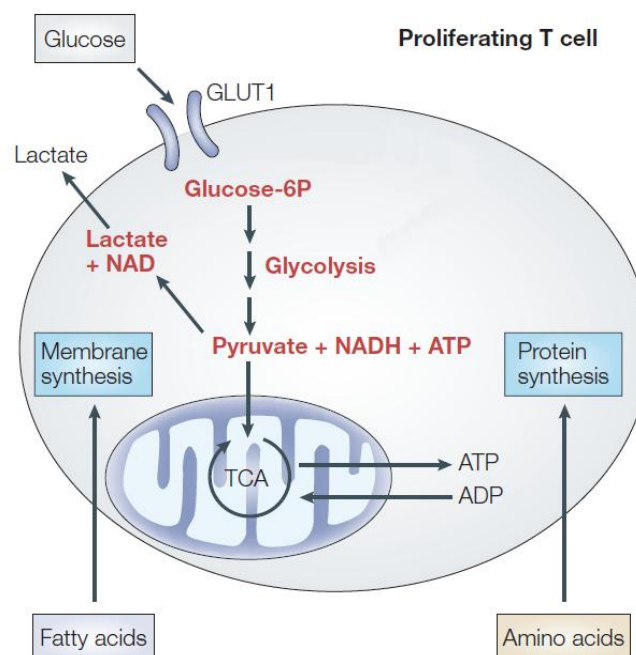 Glucose
Proliferating T cell
GLUT1
Lactate
Glucose-6P
Lactate
+ NAD
Glycolysis
Pyruvate + NADH + ATP
Membrane
synthesis
Protein
synthesis
TCA
ATP
ADP
Fatty acids
Amino acids